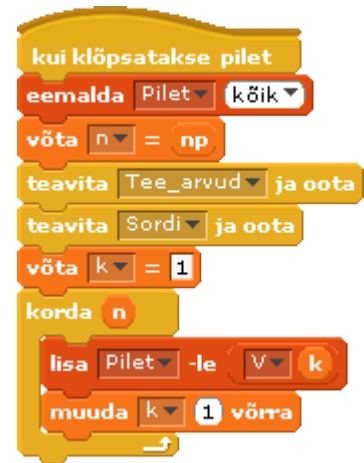 kui klõpsatakse pilet
eemalda Pilet kõik
võta n = np
teavita Tee_arvud ja oota
teavita Sordi ja oota
võta k = 1
korda n
lisa Pilet -le V k
muuda k 1 võrra